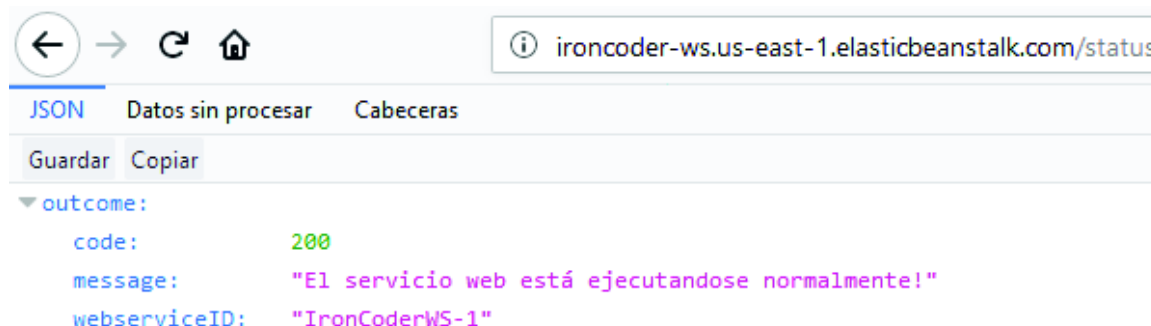 ironcoder-ws.us-east-1.elasticbeanstalk.com/status
JSON Datos sin procesar Cabeceras
Guardar Copiar
outcome:
code: 200
message: "El servicio web está ejecutandose normalmente!"
webserviceID: "IronCoderWS-1"